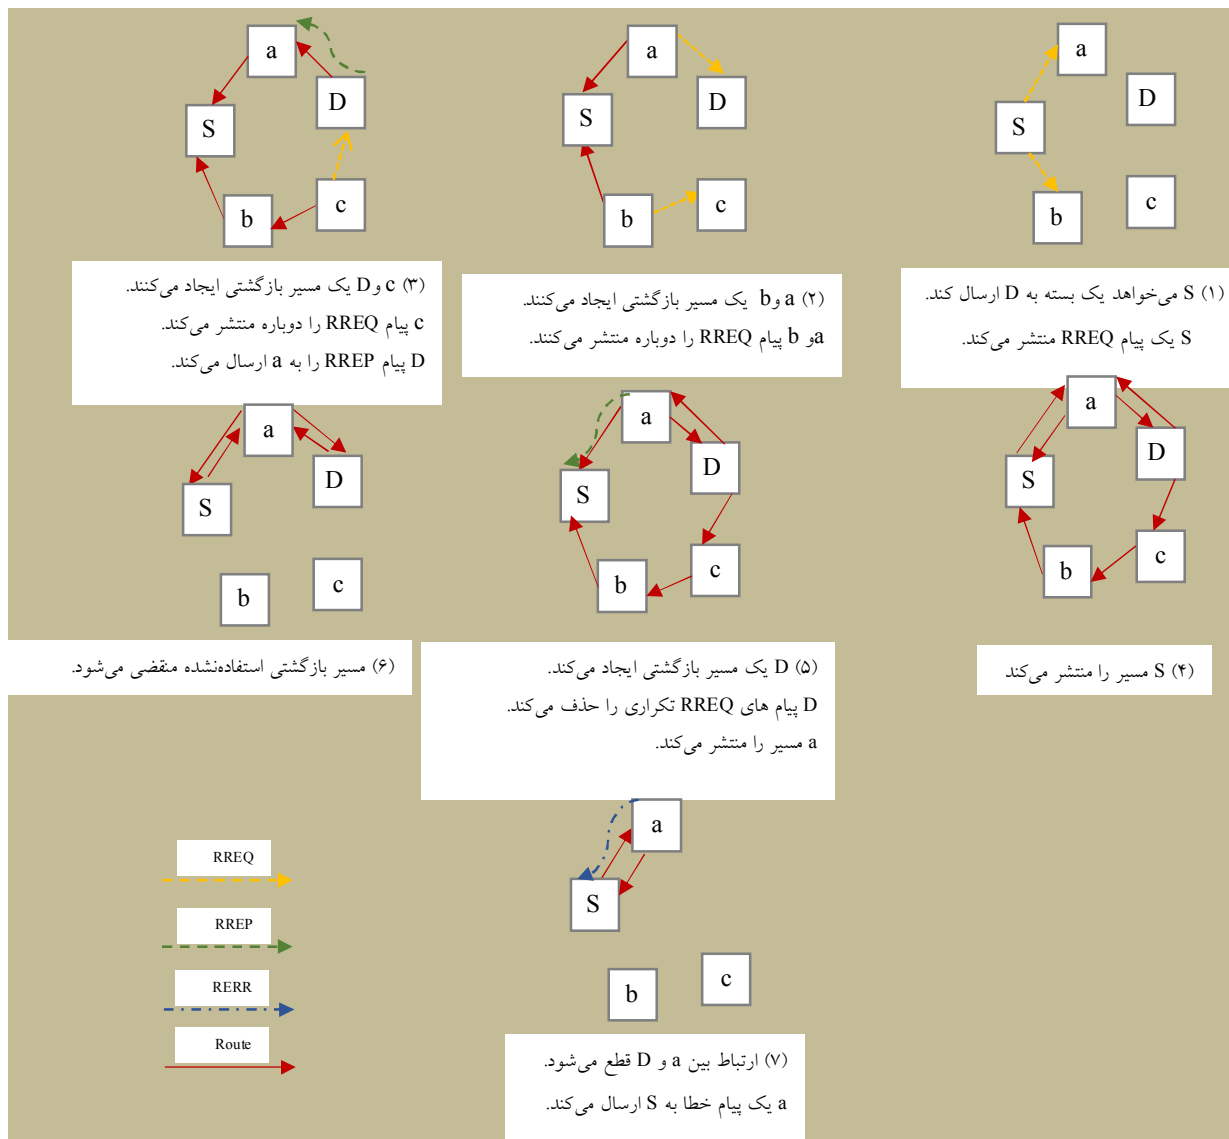 a
D
S
c
b
(۱) S می‌خواهد یک بسته به D ارسال کند.
S یک پیام RREQ منتشر می‌کند.
a
D
S
c
b
(۲) a و b یک مسیر بازگشتی ایجاد می‌کنند.
a و b پیام RREQ را دوباره منتشر می‌کنند.
a
D
S
c
b
(۳) c و D یک مسیر بازگشتی ایجاد می‌کنند.
c پیام RREQ را دوباره منتشر می‌کند.
D پیام RREP را به a ارسال می‌کند.
a
D
S
c
b
(۴) S مسیر را منتشر می‌کند
a
D
S
c
b
(۵) D یک مسیر بازگشتی ایجاد می‌کند.
D پیام های RREQ تکراری را حذف می‌کند.
a مسیر را منتشر می‌کند.
a
D
S
c
b
(۶) مسیر بازگشتی استفاده‌نشده منقضی می‌شود.
a
S
c
b
(۷) ارتباط بین a و D قطع می‌شود.
a یک پیام خطا به S ارسال می‌کند.
RREQ
RREP
RERR
Route